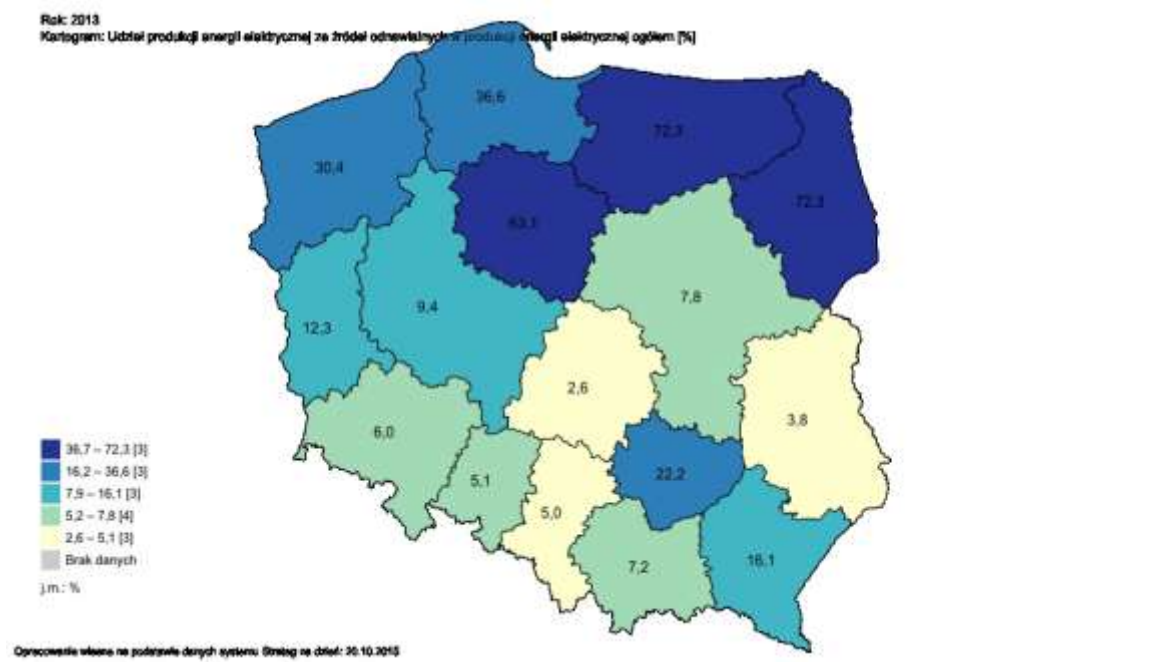 Rok: 2013
Kartogram: Udział produkcji energii elektrycznej ze źródeł odnawialnych w produkcji energii elektrycznej ogółem [%]
36,6
72,3
30,4
72,3
63,1
7,8
9,4
12,3
2,6
3,8
6,0
22,2
5,1
5,0
7,2
16,1
36,7 – 72,3 [3]
16,2 – 36,6 [3]
7,9 – 16,1 [3]
5,2 – 7,8 [4]
2,6 – 5,1 [3]
Brak danych
j.m.: %
Opracowanie własne na podstawie danych systemu Strateg na dzień: 20.10.2015